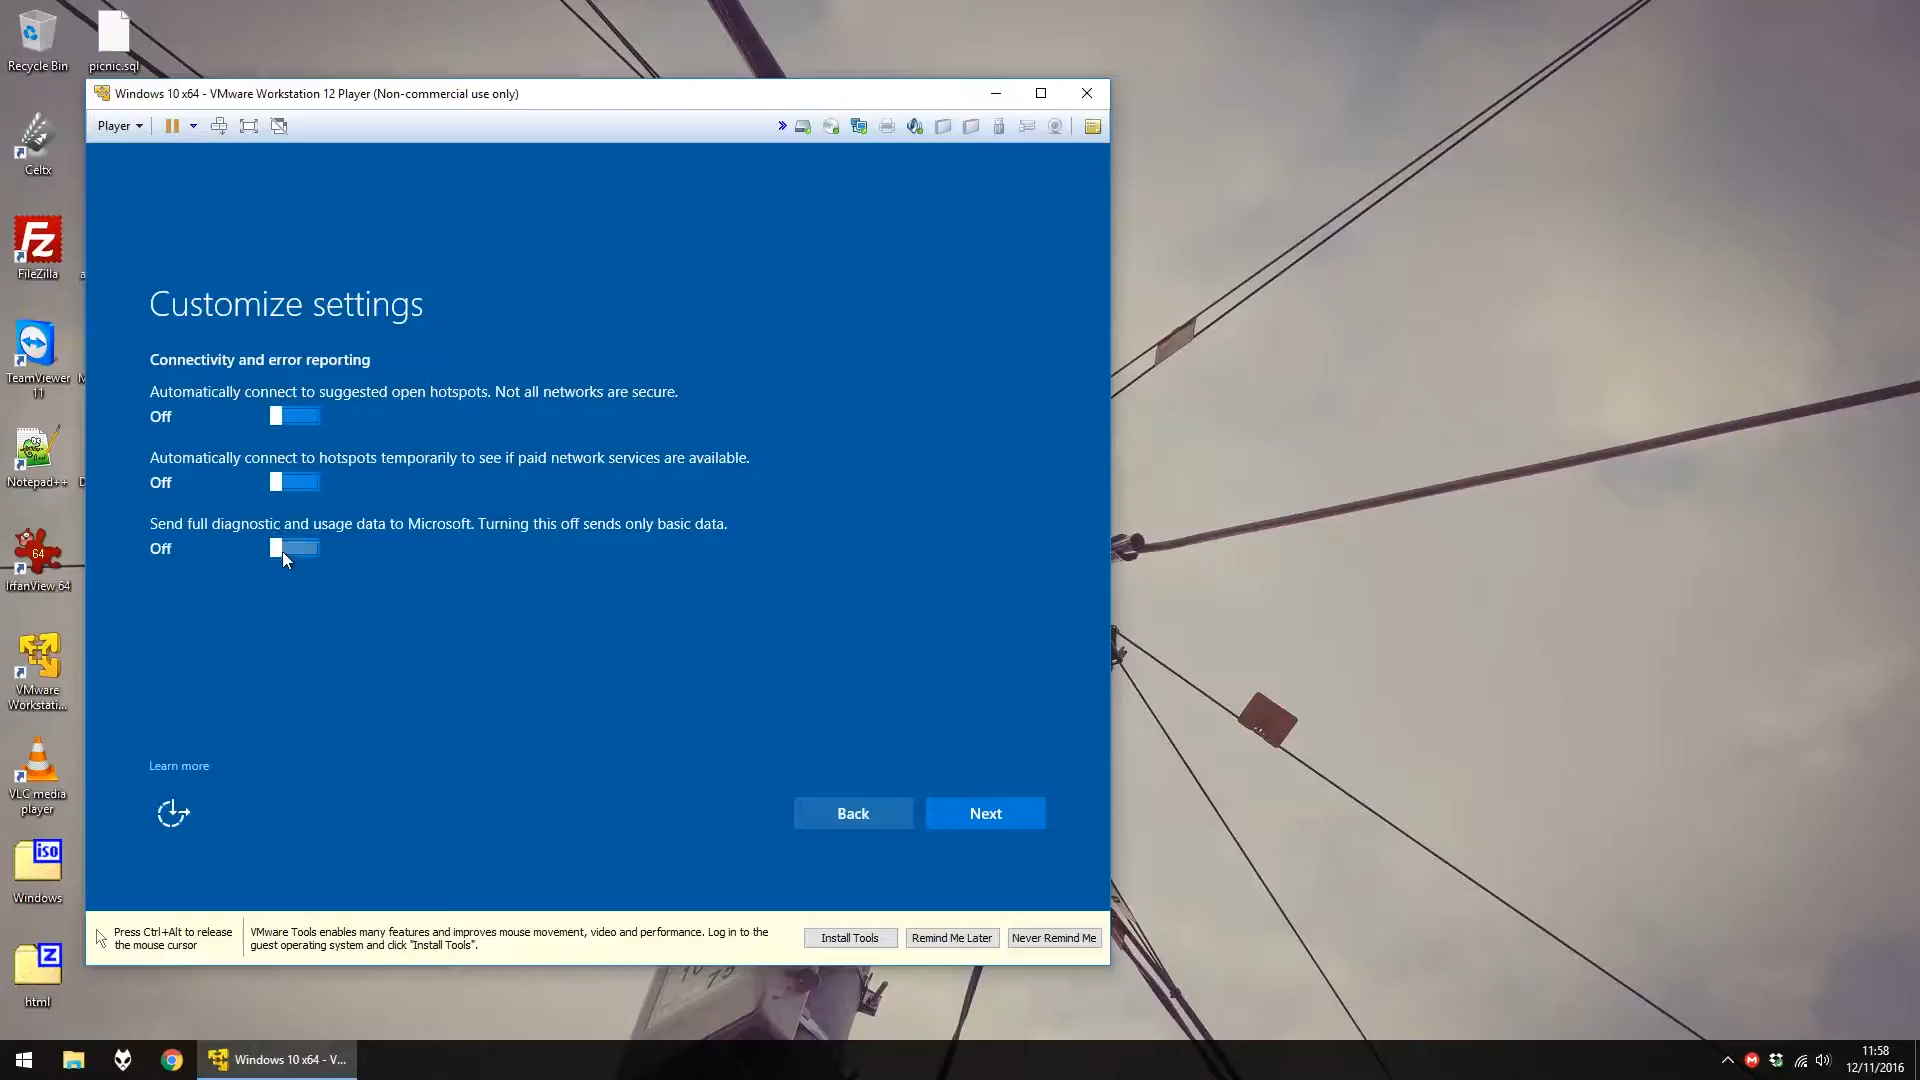 Recycle Bin
picnic.sql
Windows 10 x64 - VMware Workstation 12 Player (Non-commercial use only)
Player
Celtx
FileZilla
TeamViewer
11
Notepad++
64
IrfanView 64
VMware
Workstati...
VLC media
player
ISO
Windows
Z
html
Customize settings
Connectivity and error reporting
Automatically connect to suggested open hotspots. Not all networks are secure.
Off
Automatically connect to hotspots temporarily to see if paid network services are available.
Off
Send full diagnostic and usage data to Microsoft. Turning this off sends only basic data.
Off
Learn more
Back
Next
Press Ctrl+Alt to release
the mouse cursor
VMware Tools enables many features and improves mouse movement, video and performance. Log in to the
guest operating system and click "Install Tools".
Install Tools
Remind Me Later
Never Remind Me
Windows 10 x64 - V...
11:58
12/11/2016